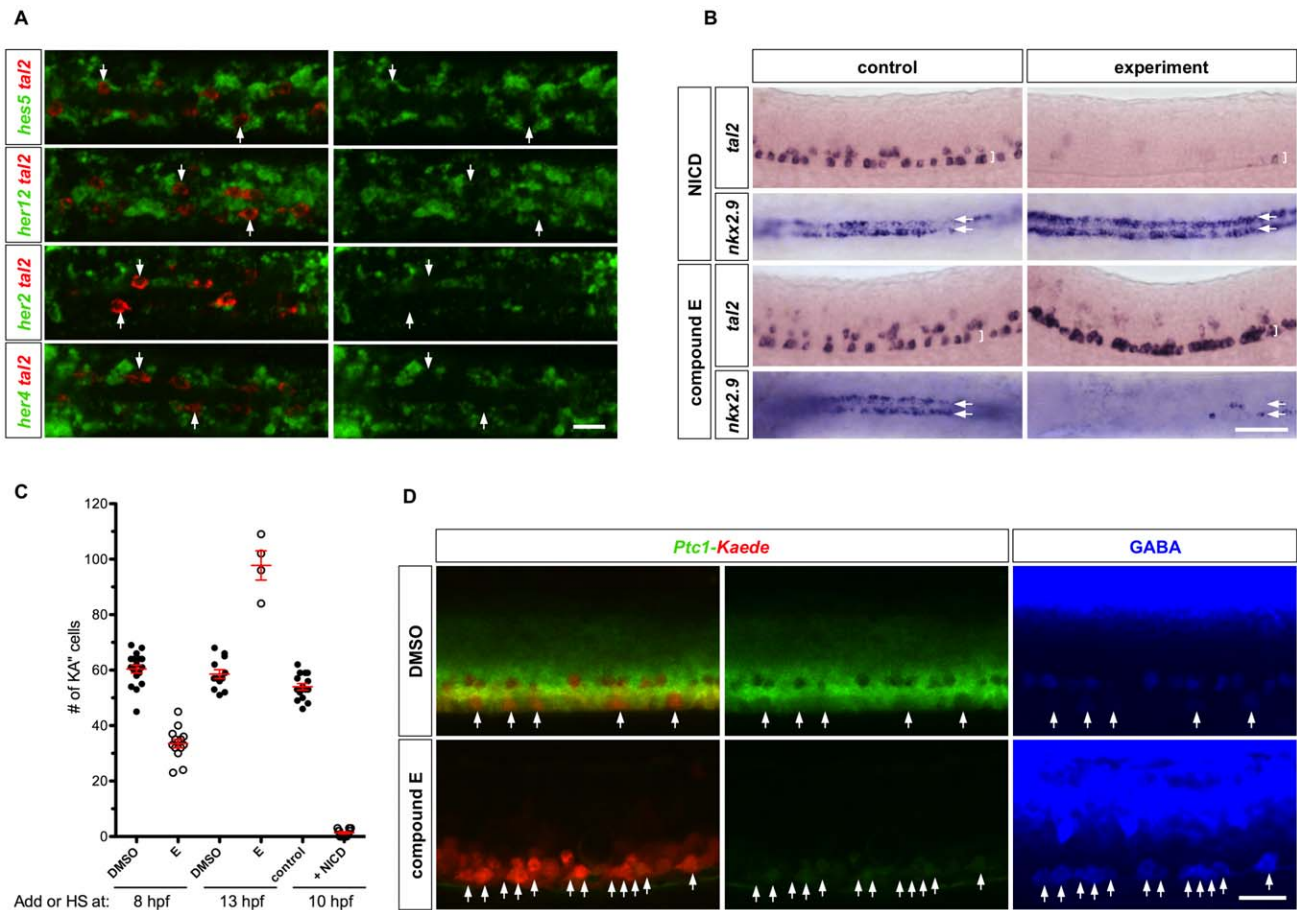 A
hes5 tal2
her12 tal2
her2 tal2
her4 tal2
B
control
experiment
NICD
tal2
nkx2.9
compound E
tal2
nkx2.9
C
# of KA" cells
120
100
80
60
40
20
0
DMSO
E
DMSO
E
control
+ NICD
Add or HS at:
8 hpf
13 hpf
10 hpf
D
Ptc1-Kaede
GABA
DMSO
compound E